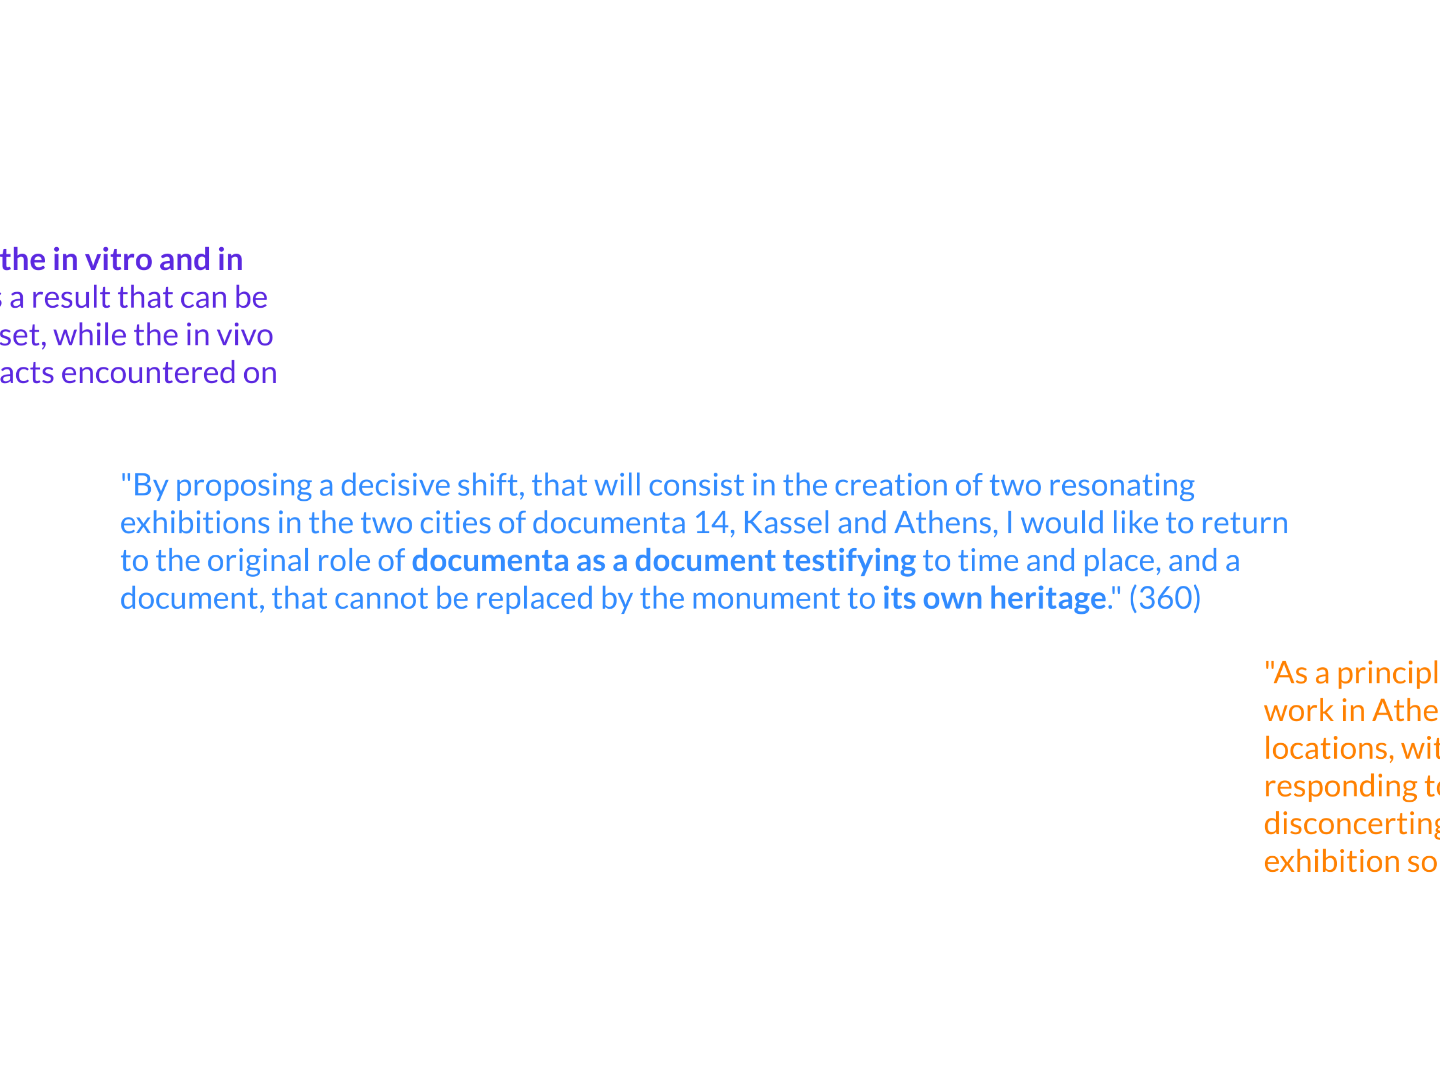 the in vitro and in
a result that can be
set, while the in vivo
acts encountered on
"By proposing a decisive shift, that will consist in the creation of two resonating
exhibitions in the two cities of documenta 14, Kassel and Athens, I would like to return
to the original role of documenta as a document testifying to time and place, and a
document, that cannot be replaced by the monument to its own heritage." (360)
"As a principl
work in Athe
locations, wit
responding to
disconcerting
exhibition so